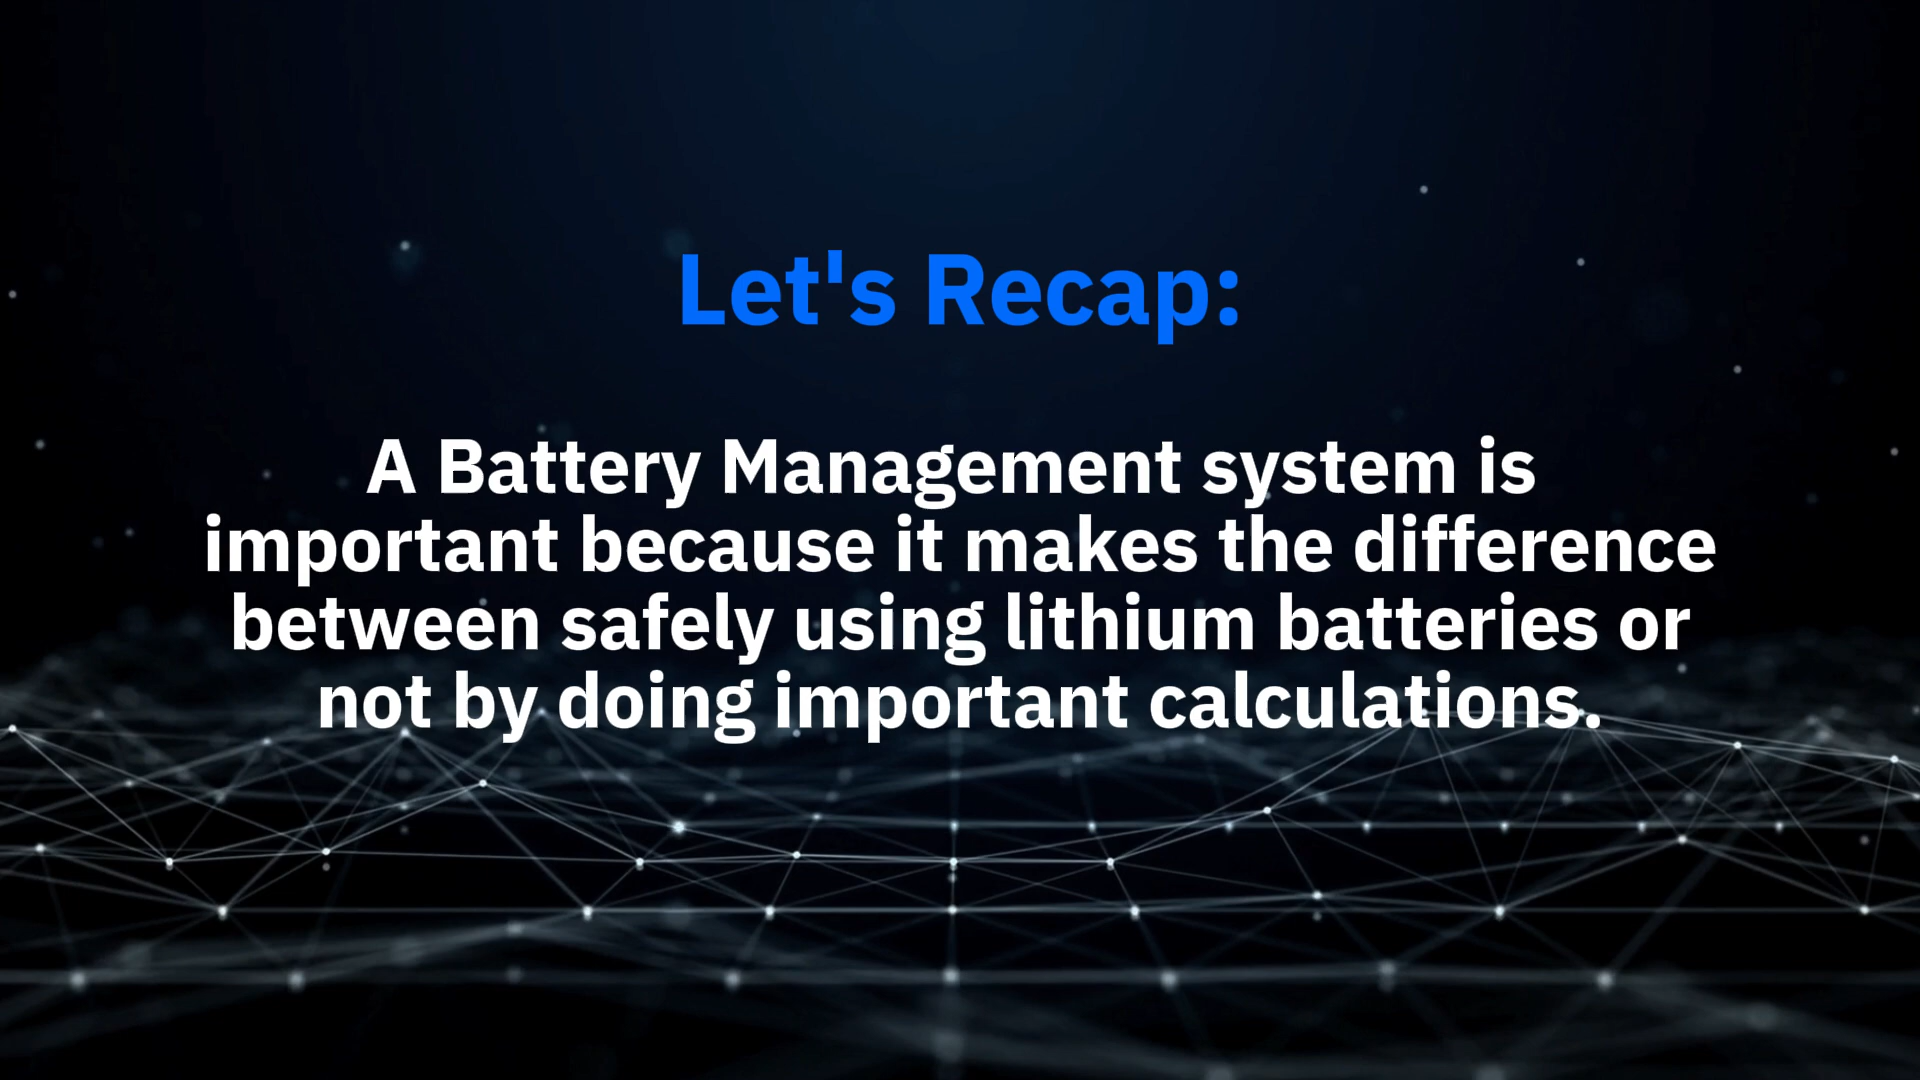 Let's Recap:
A Battery Management system is
important because it makes the difference
between safely using lithium batteries or
not by doing important calculations.